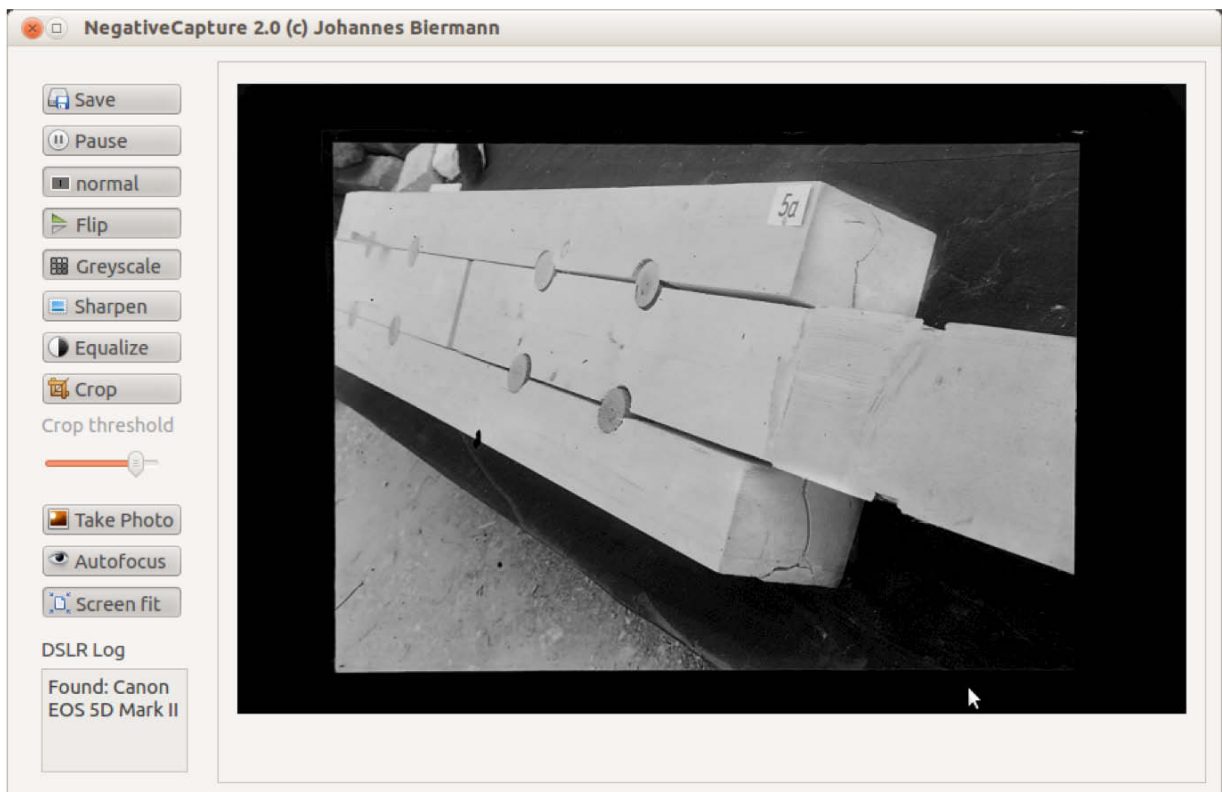 NegativeCapture 2.0 (c) Johannes Biermann
Save
Pause
normal
Flip
Greyscale
Sharpen
Equalize
Crop
Crop threshold
Take Photo
Autofocus
Screen fit
DSLR Log
Found: Canon
EOS 5D Mark II
5a